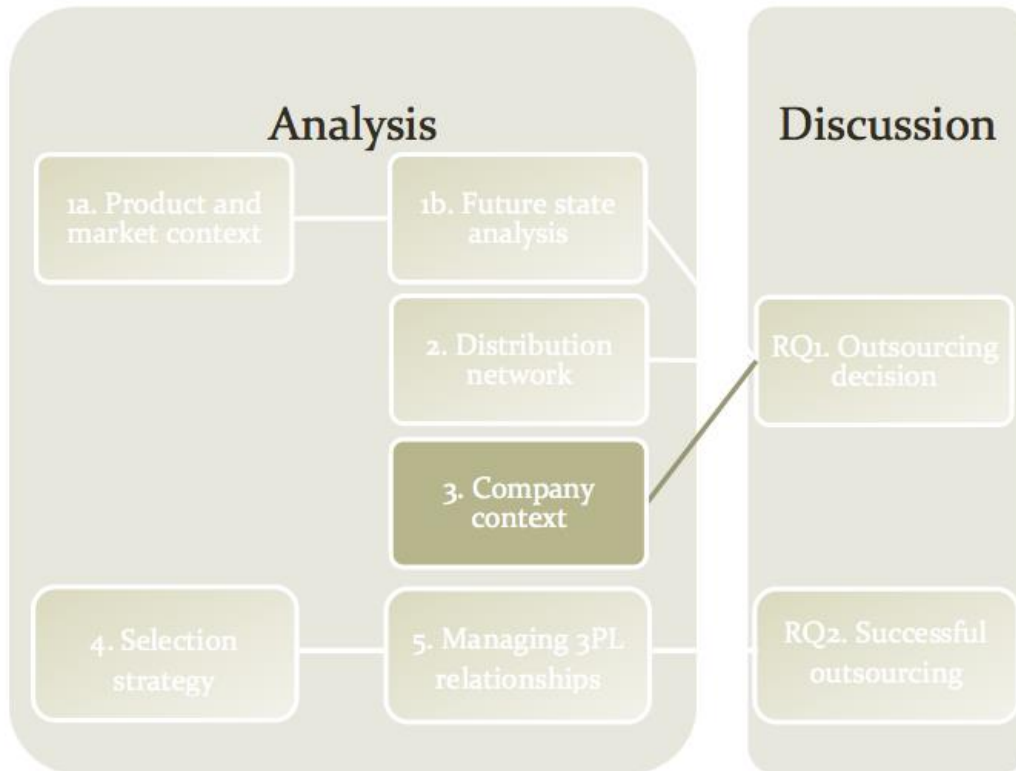 Analysis
Discussion
1a. Product and
market context
1b. Future state
analysis
2. Distribution
network
3. Company
context
RQ1. Outsourcing
decision
4. Selection
strategy
5. Managing 3PL
relationships
RQ2. Successful
outsourcing